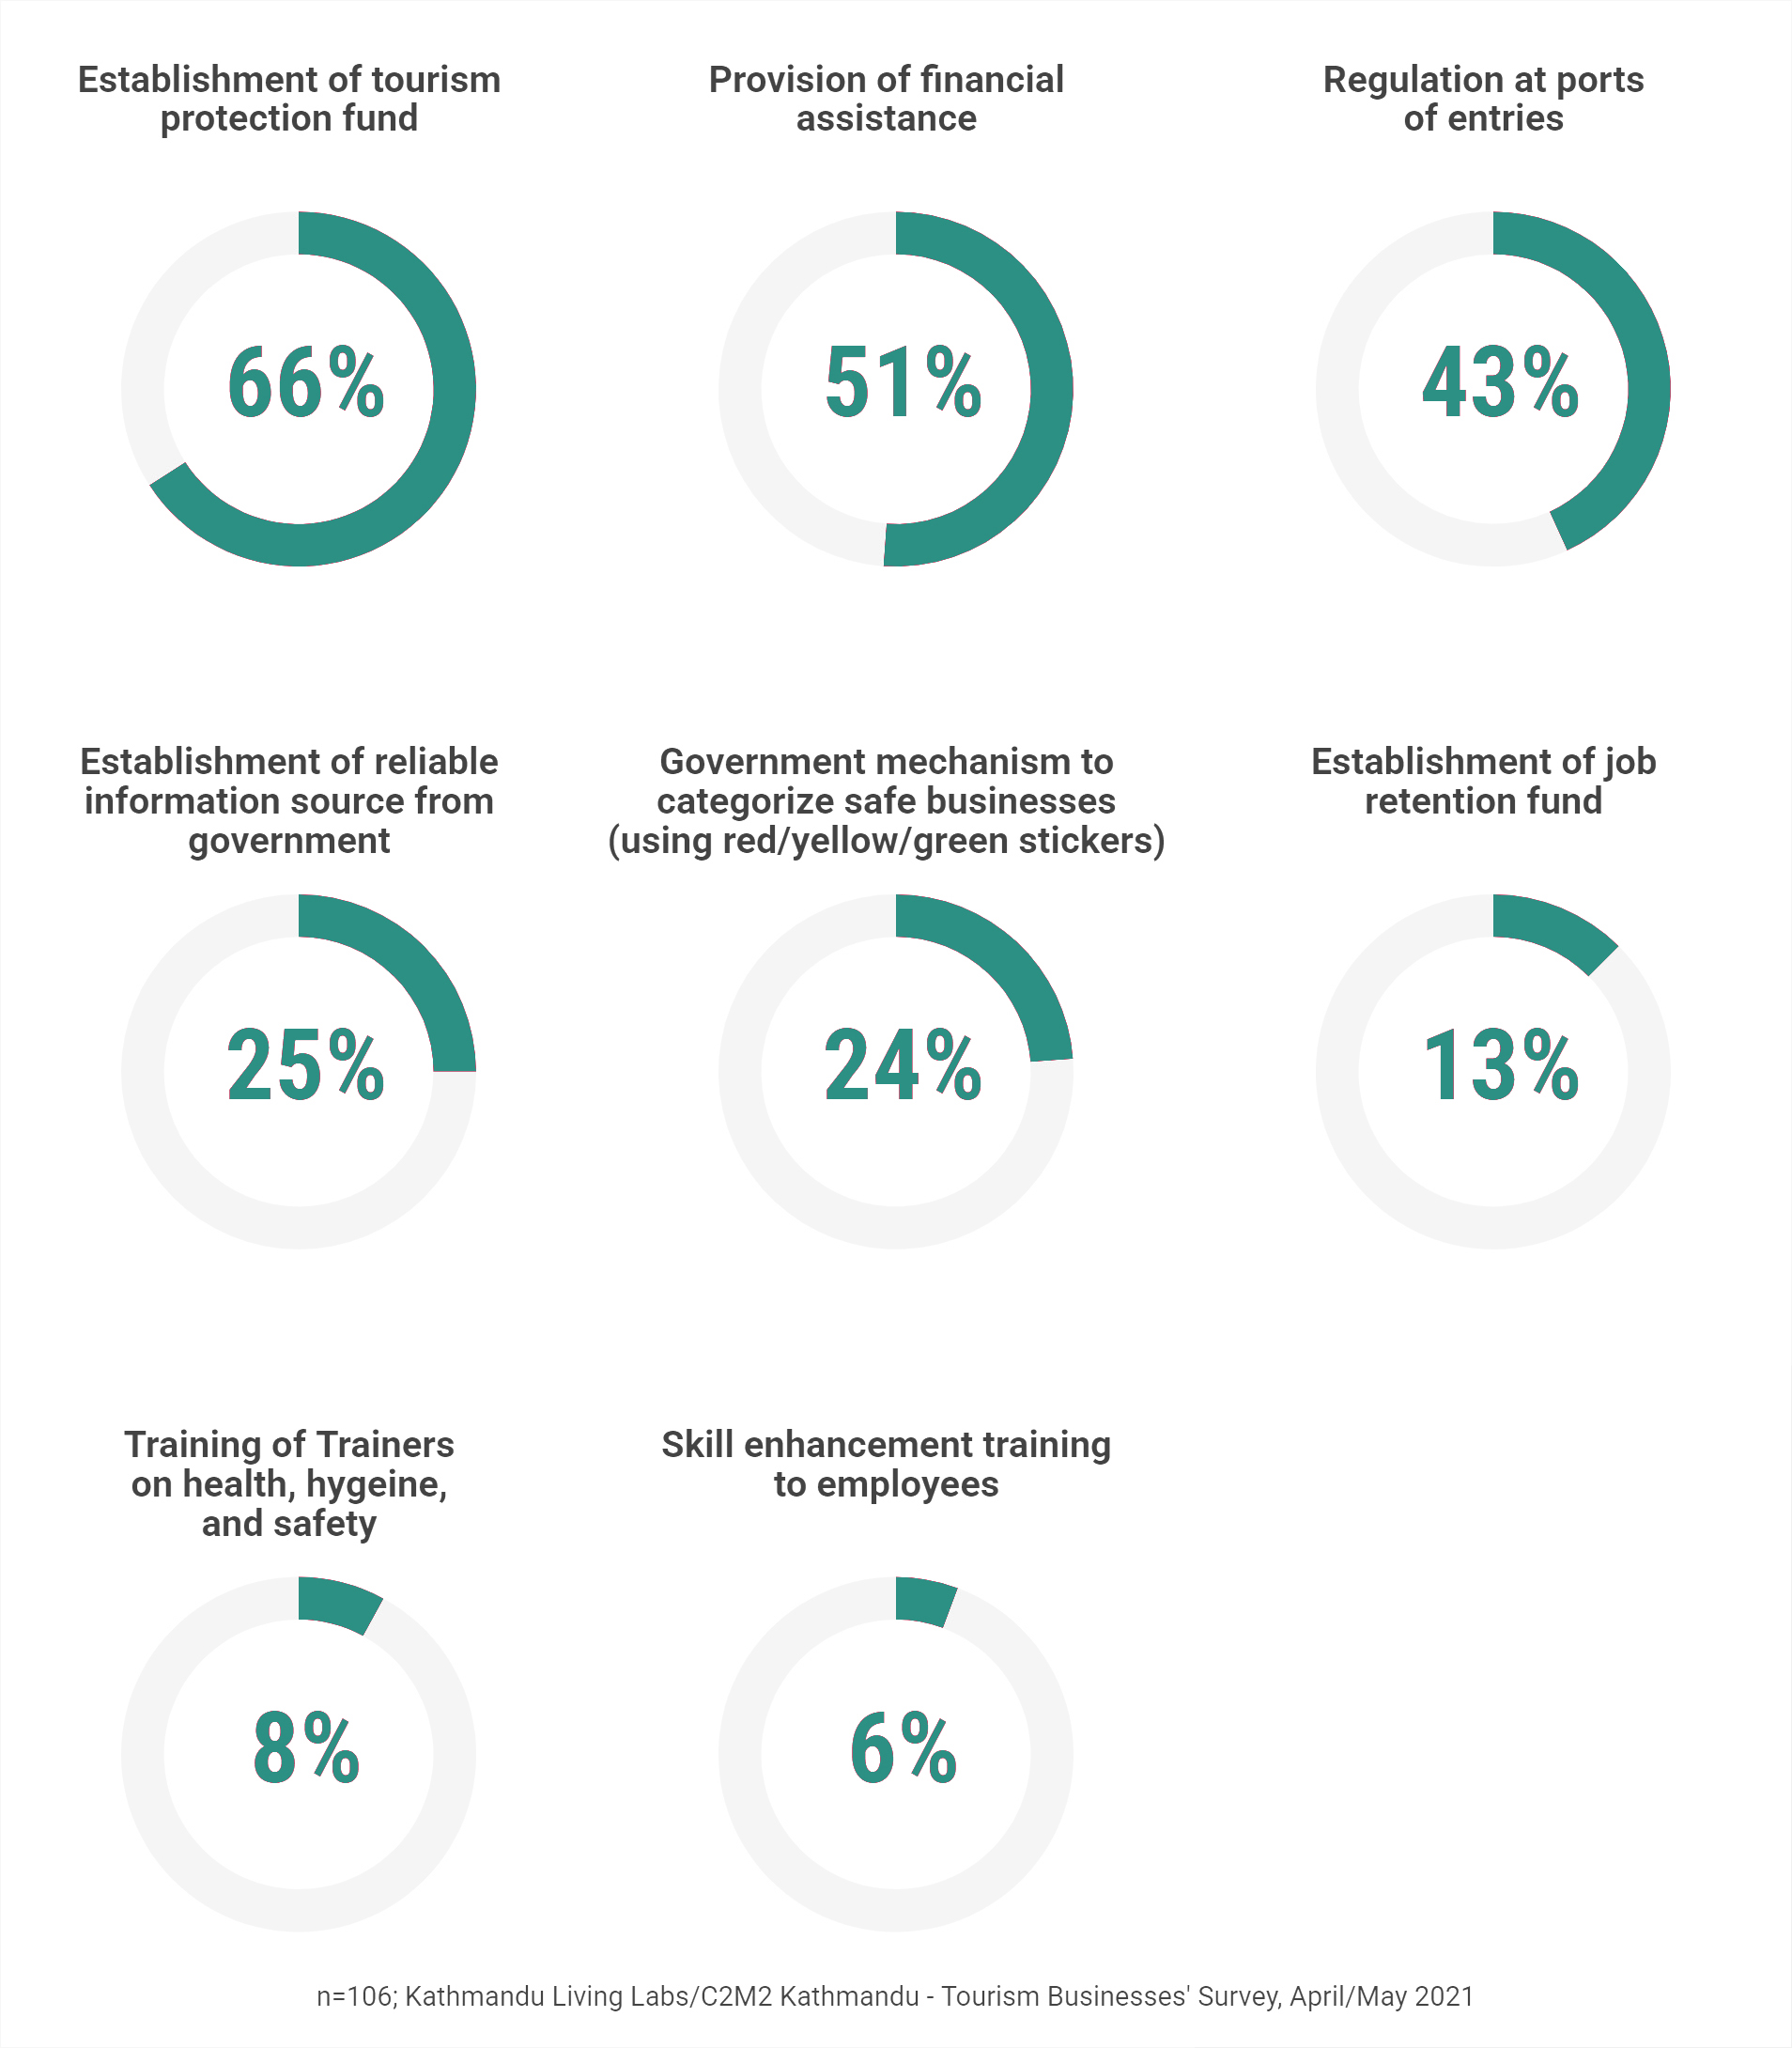 Establishment of tourism
protection fund
66%
Provision of financial
assistance
51%
Regulation at ports
of entries
43%
Establishment of reliable
information source from
government
25%
Government mechanism to
categorize safe businesses
(using red/yellow/green stickers)
24%
Establishment of job
retention fund
13%
Training of Trainers
on health, hygeine,
and safety
8%
Skill enhancement training
to employees
6%
n=106; Kathmandu Living Labs/C2M2 Kathmandu - Tourism Businesses' Survey, April/May 2021